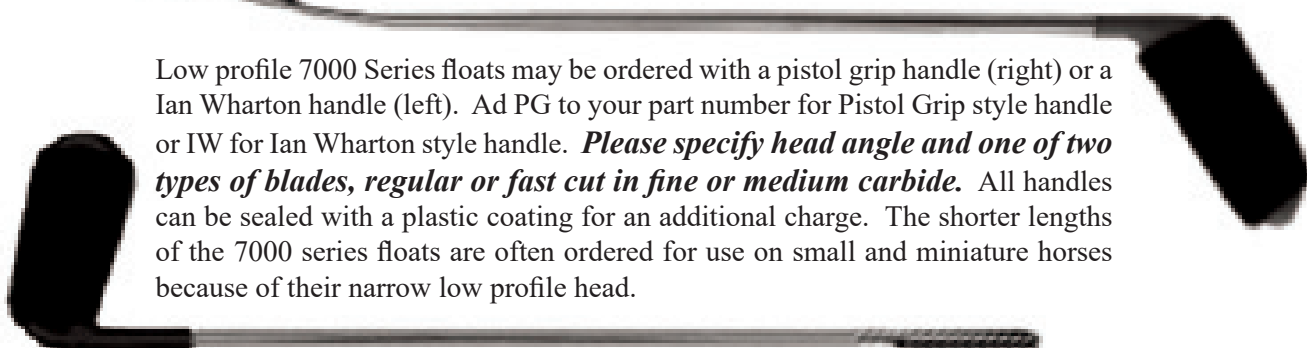 Low profile 7000 Series floats may be ordered with a pistol grip handle (right) or a
Ian Wharton handle (left).  Ad PG to your part number for Pistol Grip style handle
or IW for Ian Wharton style handle.  Please specify head angle and one of two
types of blades, regular or fast cut in fine or medium carbide.  All handles
can be sealed with a plastic coating for an additional charge.  The shorter lengths
of the 7000 series floats are often ordered for use on small and miniature horses
because of their narrow low profile head.